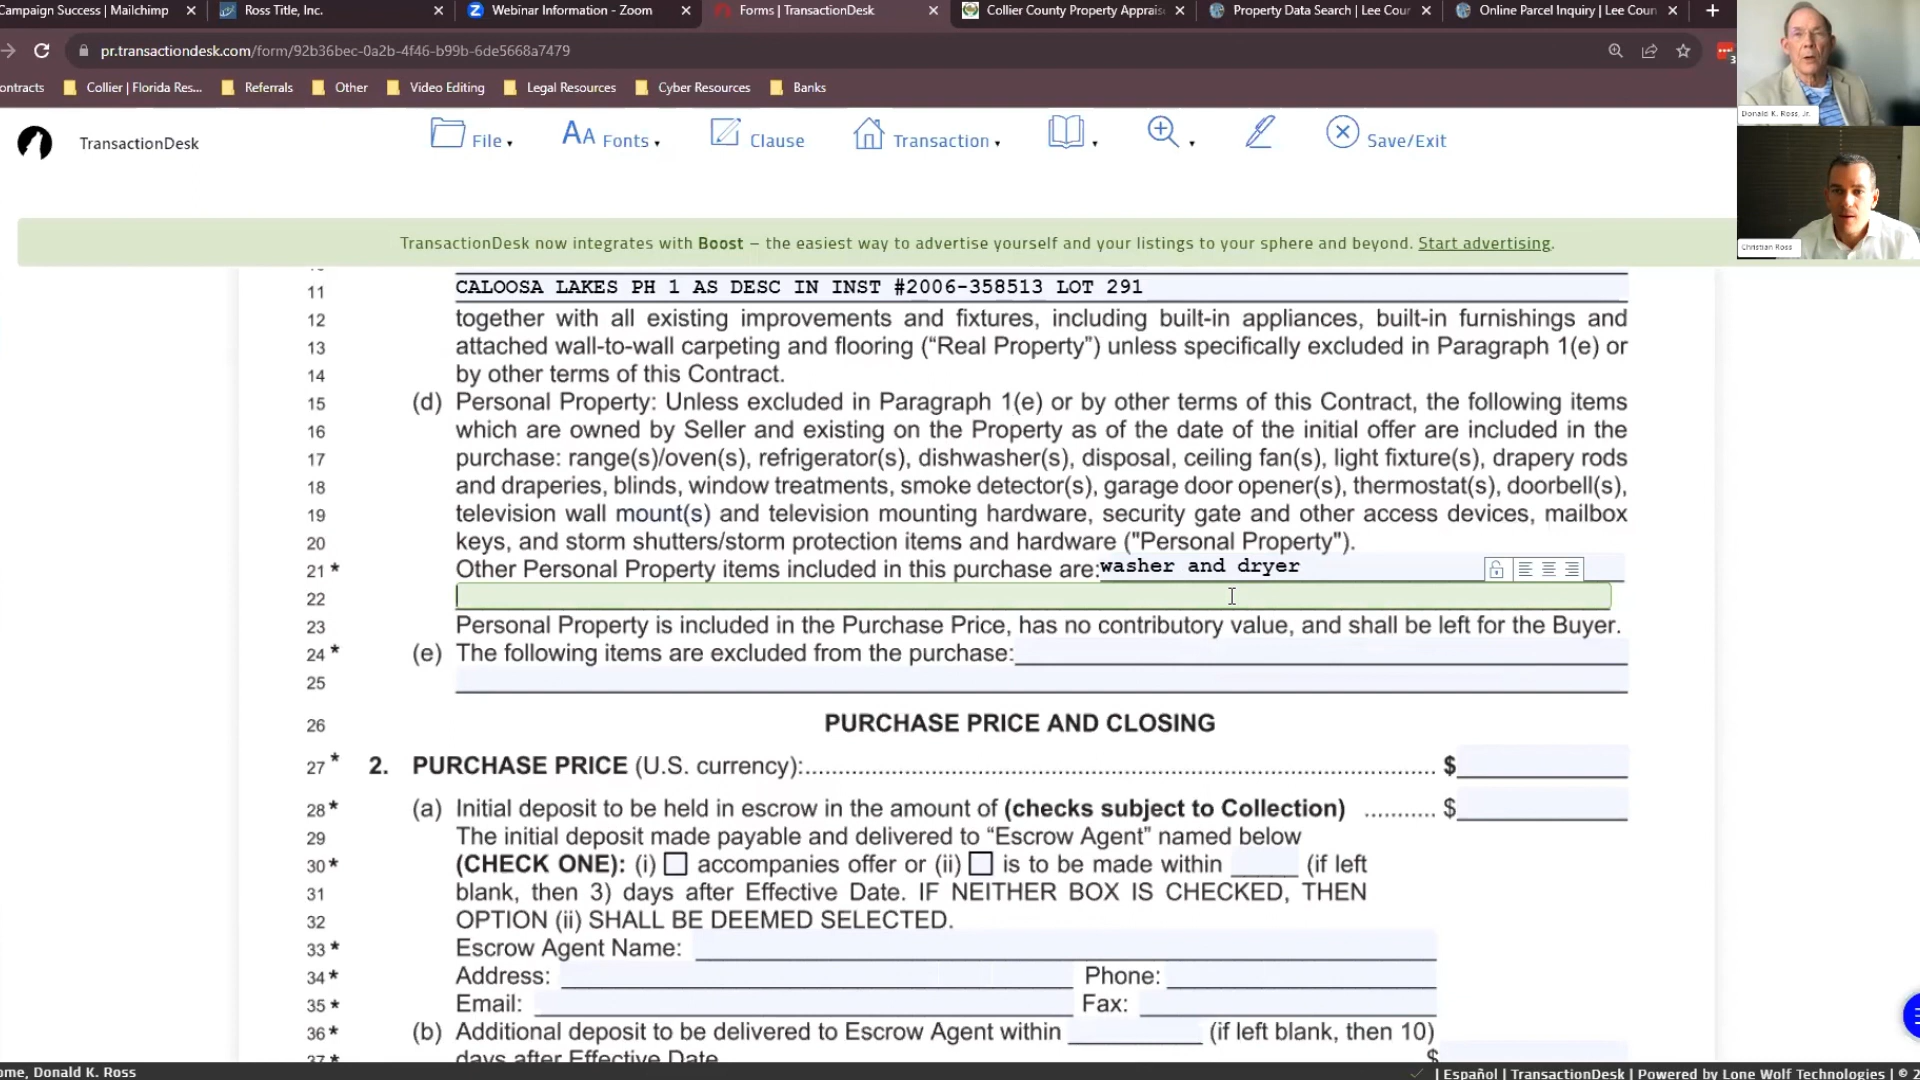 Campaign Success | Mailchimp
Ross Title, Inc.
Webinar Information - Zoom
Forms | TransactionDesk
Collier County Property Apprais
Property Data Search | Lee Cour
Online Parcel Inquiry | Lee Coun
pr.transactiondesk.com/form/92b36bec-0a2b-4f46-b99b-6de5668a7479
ontracts
Collier | Florida Res...
Referrals
Other
Video Editing
Legal Resources
Cyber Resources
Banks
Donald K. Ross, Jr.
Christian Ross
TransactionDesk
File
AA Fonts
Clause
Transaction
Save/Exit
TransactionDesk now integrates with Boost – the easiest way to advertise yourself and your listings to your sphere and beyond. Start advertising.
11 CALOOSA LAKES PH 1 AS DESC IN INST #2006-358513 LOT 291
12 together with all existing improvements and fixtures, including built-in appliances, built-in furnishings and
13 attached wall-to-wall carpeting and flooring (“Real Property”) unless specifically excluded in Paragraph 1(e) or
14 by other terms of this Contract.
15 (d) Personal Property: Unless excluded in Paragraph 1(e) or by other terms of this Contract, the following items
16 which are owned by Seller and existing on the Property as of the date of the initial offer are included in the
17 purchase: range(s)/oven(s), refrigerator(s), dishwasher(s), disposal, ceiling fan(s), light fixture(s), drapery rods
18 and draperies, blinds, window treatments, smoke detector(s), garage door opener(s), thermostat(s), doorbell(s),
19 television wall mount(s) and television mounting hardware, security gate and other access devices, mailbox
20 keys, and storm shutters/storm protection items and hardware ("Personal Property").
21 * Other Personal Property items included in this purchase are: washer and dryer
22
23 Personal Property is included in the Purchase Price, has no contributory value, and shall be left for the Buyer.
24 * (e) The following items are excluded from the purchase:
25
26 PURCHASE PRICE AND CLOSING
27 * 2. PURCHASE PRICE (U.S. currency):.......................................................................................... $
28 * (a) Initial deposit to be held in escrow in the amount of (checks subject to Collection) ........... $
29 The initial deposit made payable and delivered to “Escrow Agent” named below
30 * (CHECK ONE): (i) accompanies offer or (ii) is to be made within (if left
31 blank, then 3) days after Effective Date. IF NEITHER BOX IS CHECKED, THEN
32 OPTION (ii) SHALL BE DEEMED SELECTED.
33 * Escrow Agent Name:
34 * Address: Phone:
35 * Email: Fax:
36 * (b) Additional deposit to be delivered to Escrow Agent within (if left blank, then 10)
37 * days after Effective Date $
ome, Donald K. Ross
| Español | TransactionDesk | Powered by Lone Wolf Technologies | © 2